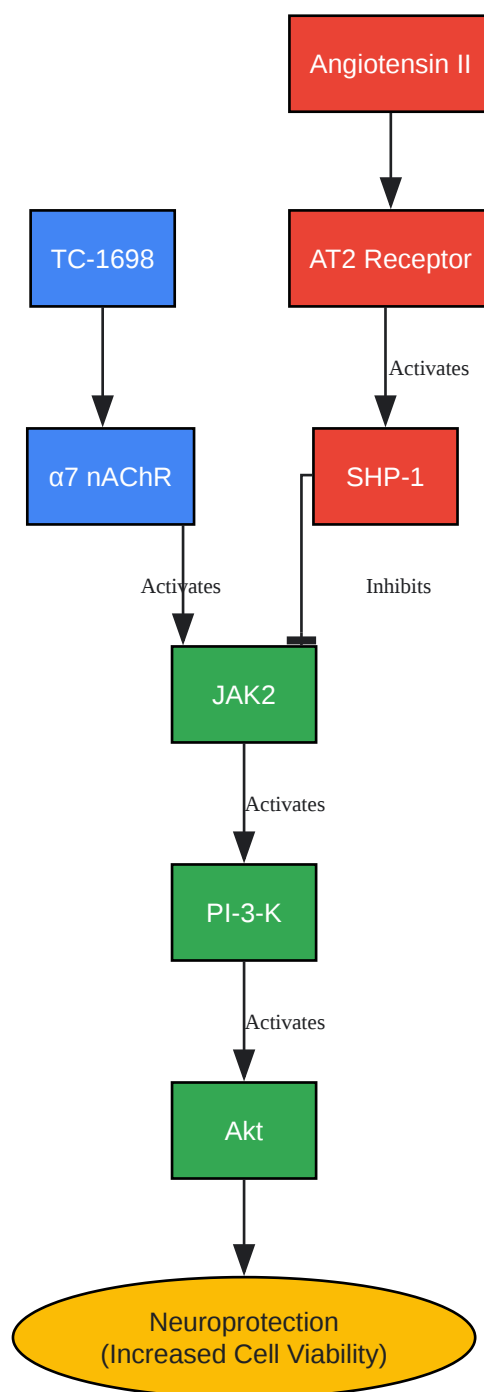 Angiotensin II
TC-1698
AT2 Receptor
Activates
α7 nAChR
SHP-1
Activates
Inhibits
JAK2
Activates
PI-3-K
Activates
Akt
Neuroprotection
(Increased Cell Viability)